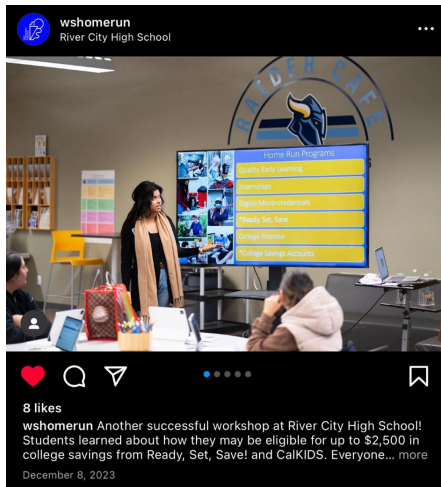 wshomerun
River City High School
RAIDER CAFE
Home Run Programs
Quality Early Learning
Internships
Digital Micro-credentials
*Ready, Set, Save
College Promise
*College Savings Accounts
8 likes
wshomerun Another successful workshop at River City High School!
Students learned about how they may be eligible for up to $2,500 in
college savings from Ready, Set, Save! and CalKIDS. Everyone... more
December 8, 2023